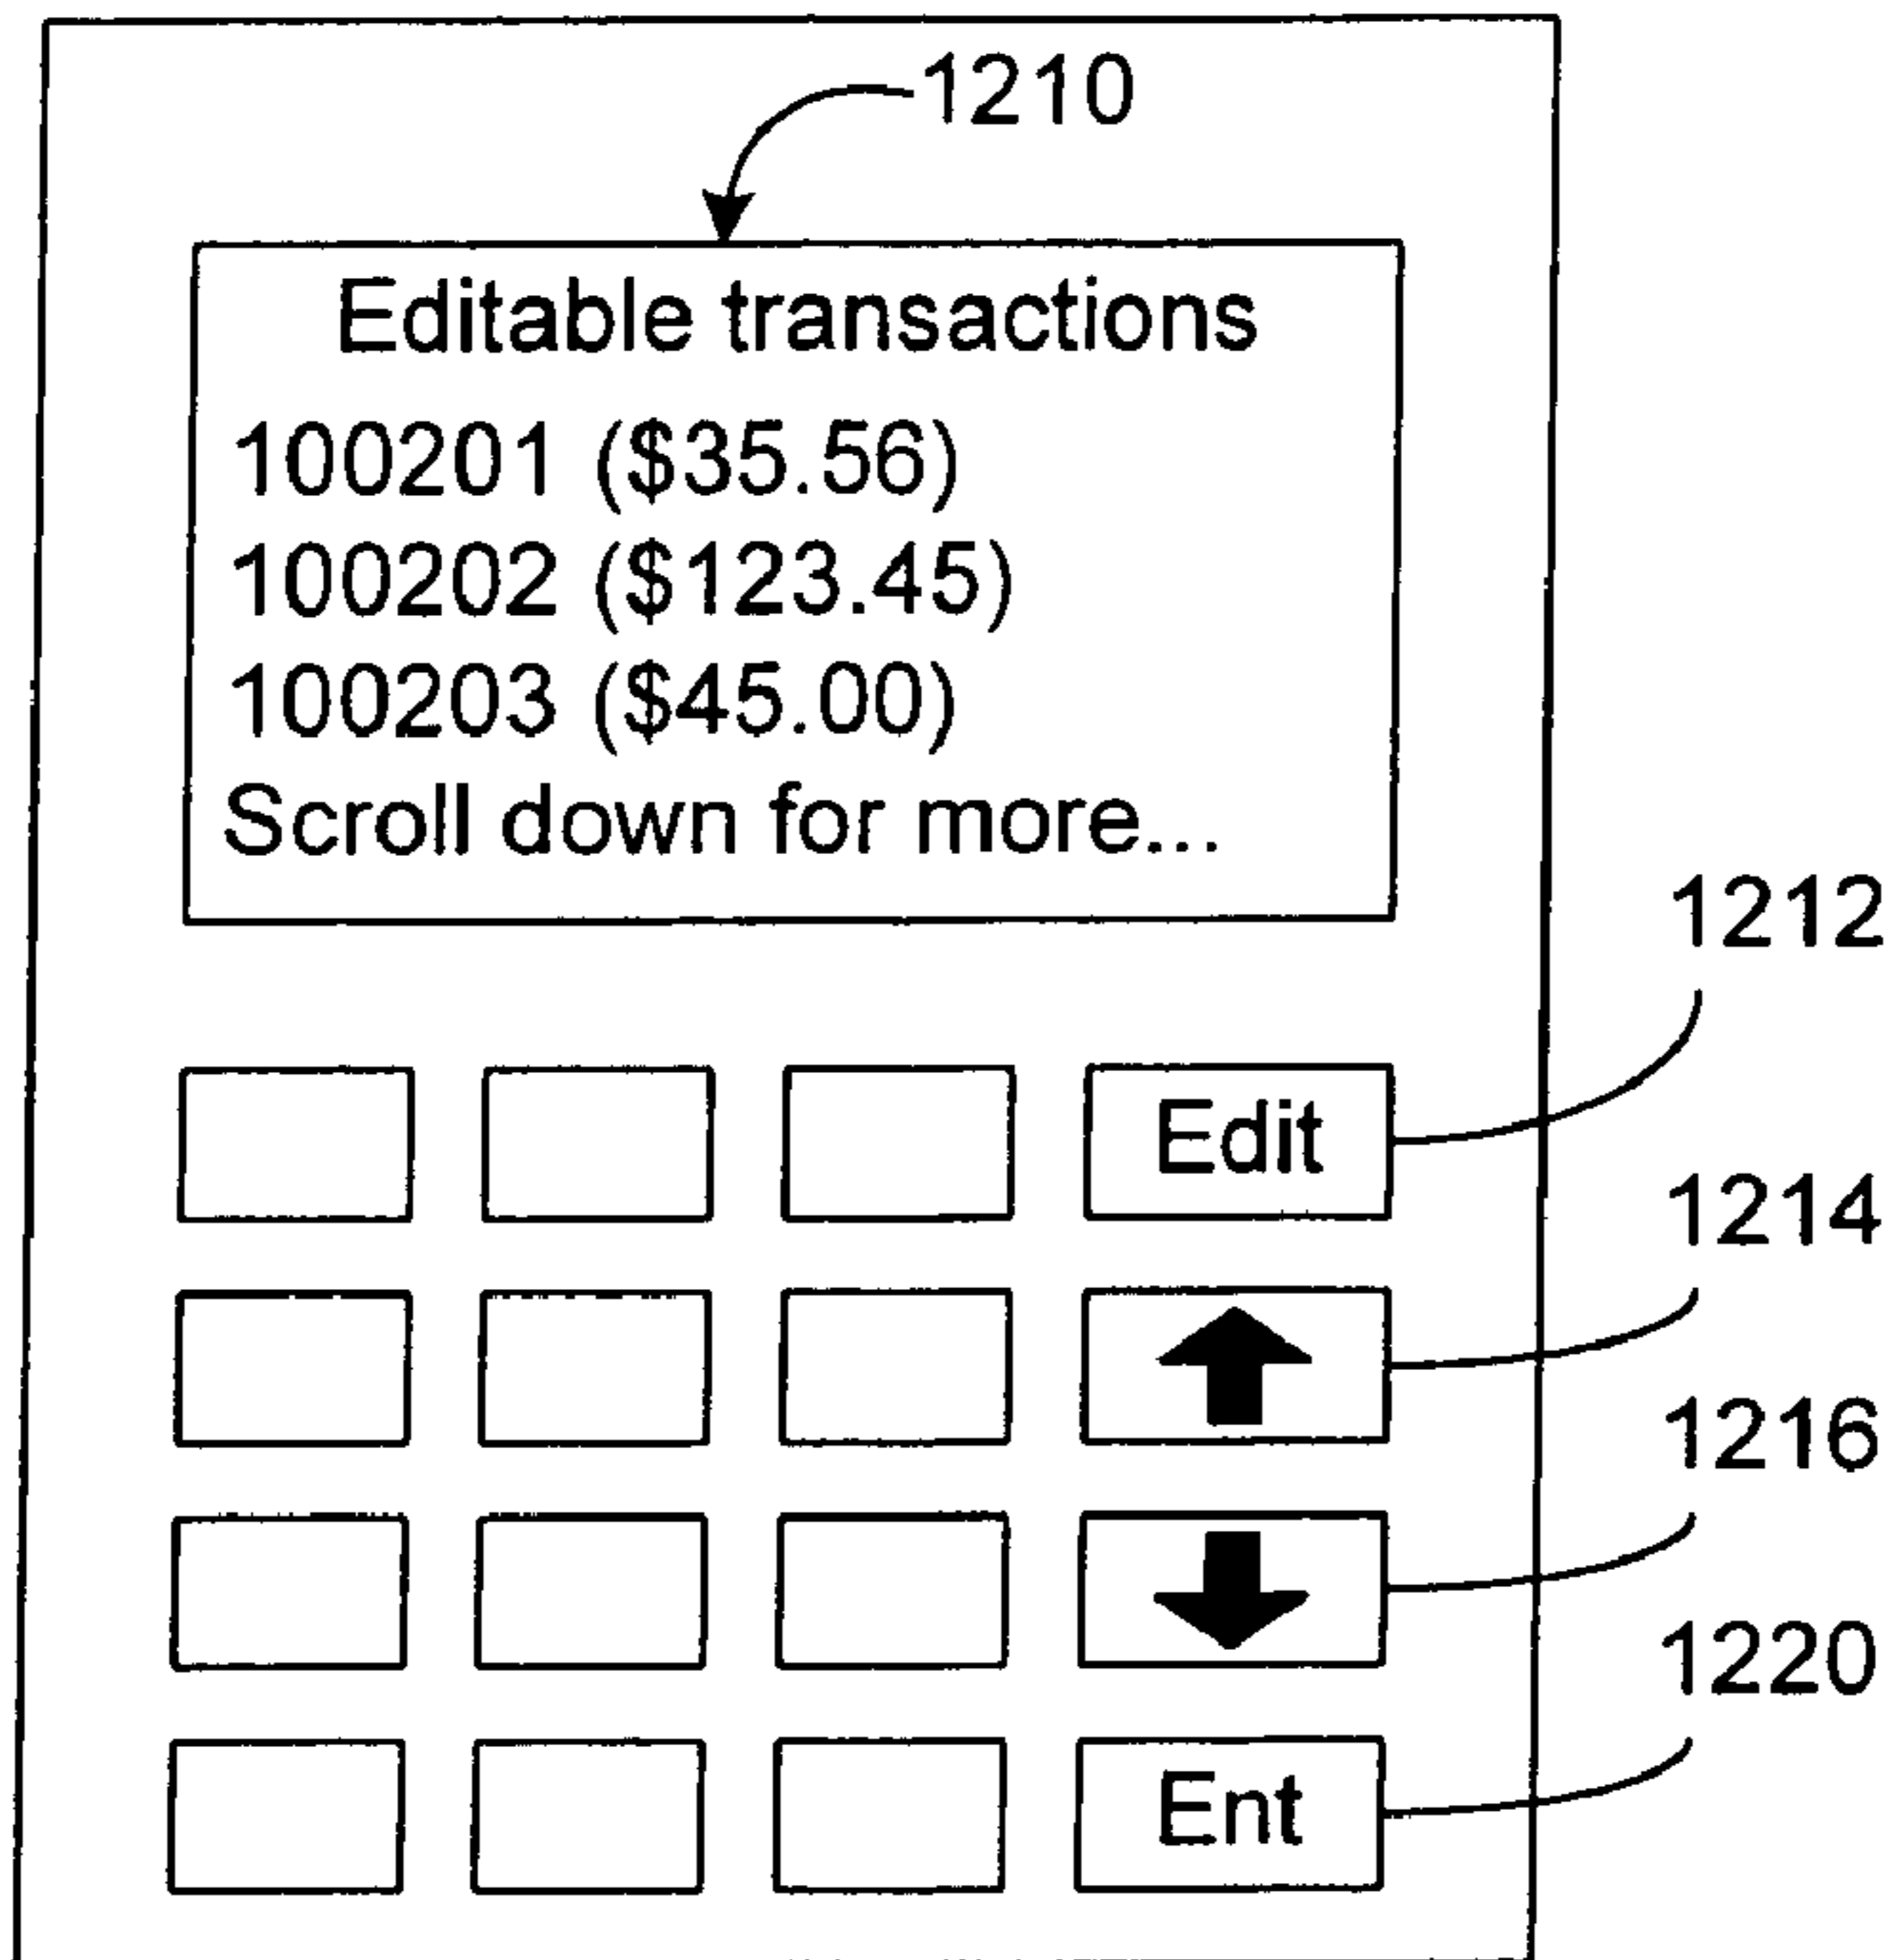 1210
Editable transactions
100201 ($35.56)
100202 ($123.45)
100203 ($45.00)
Scroll down for more...
1212
Edit
1214
1216
1220
Ent